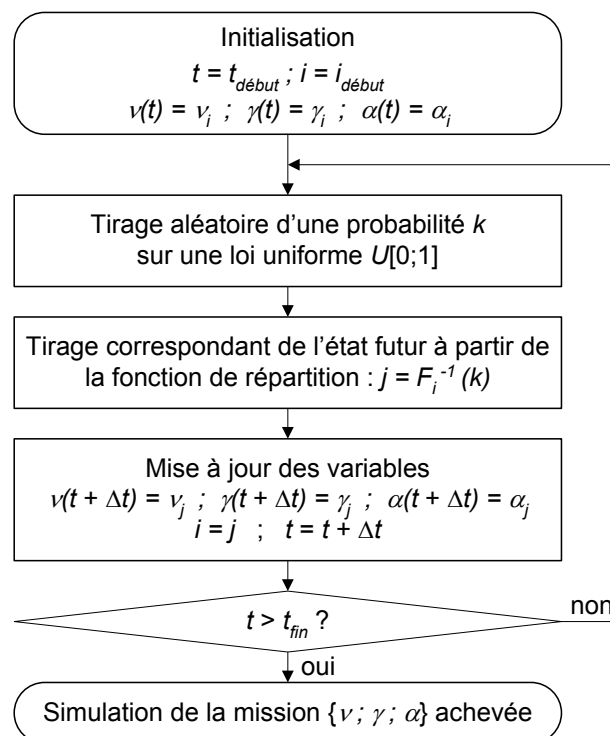 Initialisation
t = t_début ; i = i_début
ν(t) = ν_i ; γ(t) = γ_i ; α(t) = α_i
Tirage aléatoire d'une probabilité k
sur une loi uniforme U[0;1]
Tirage correspondant de l'état futur à partir de
la fonction de répartition : j = F_i^-1 (k)
Mise à jour des variables
ν(t + Δt) = ν_j ; γ(t + Δt) = γ_j ; α(t + Δt) = α_j
i = j ; t = t + Δt
t > t_fin ?
non
oui
Simulation de la mission {ν ; γ ; α} achevée